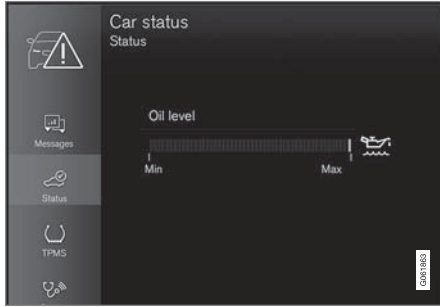 Car status
Status
Messages
Oil level
Min Max
Status
TPMS
G061863